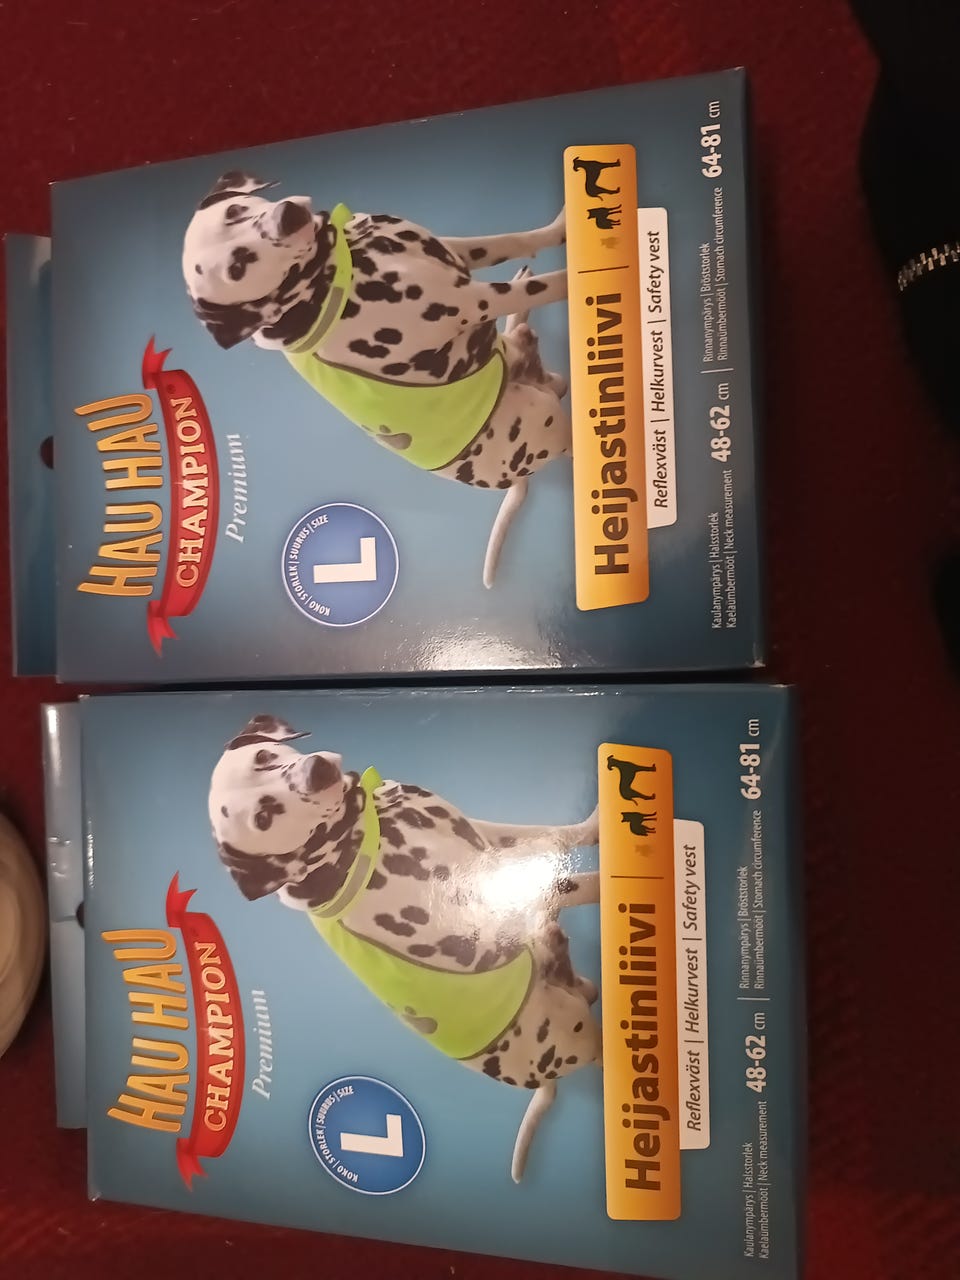 HAU HAU
CHAMPION
Premium
KOKO | STORLEK | SUURUS | SIZE
L
Heijastinliivi
Reflexväst | Helkurvest | Safety vest
Kaulanympärys | Halsstorlek
Kaelaümbermõõt | Neck measurement
48-62 cm
Rinnanympärys | Bröststorlek
Rinnaümbermõõt | Stomach circumference
64-81 cm
HAU HAU
CHAMPION
Premium
KOKO | STORLEK | SUURUS | SIZE
L
Heijastinliivi
Reflexväst | Helkurvest | Safety vest
Kaulanympärys | Halsstorlek
Kaelaümbermõõt | Neck measurement
48-62 cm
Rinnanympärys | Bröststorlek
Rinnaümbermõõt | Stomach circumference
64-81 cm